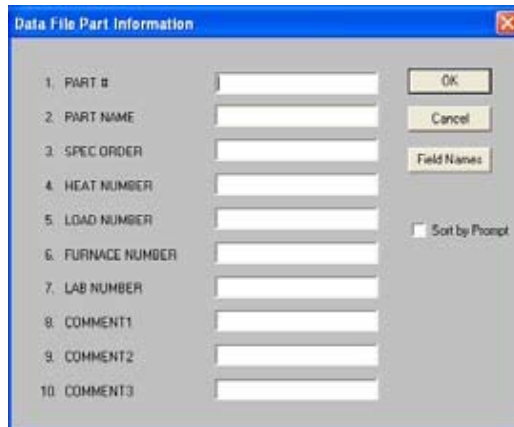 Data File Part Information
1. PART #
OK
2. PART NAME
Cancel
3. SPEC ORDER
Field Names
4. HEAT NUMBER
5. LOAD NUMBER
Sort by Prompt
6. FURNACE NUMBER
7. LAB NUMBER
8. COMMENT1
9. COMMENT2
10. COMMENT3